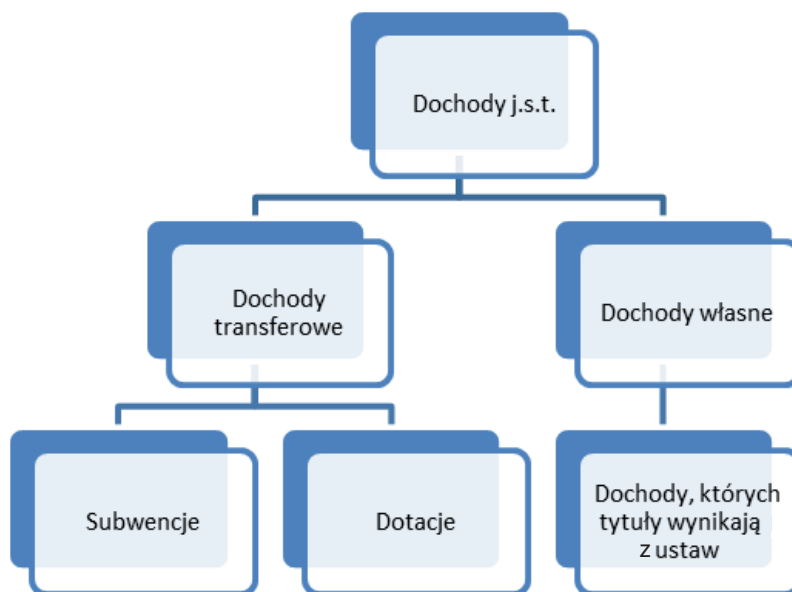 Dochody j.s.t.
Dochody
transferowe
Dochody własne
Subwencje
Dotacje
Dochody, których
tytuły wynikają
z ustaw